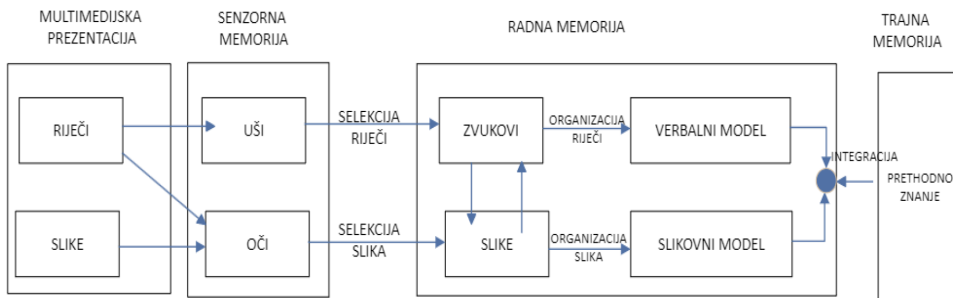 MULTIMEDIJSKA
PREZENTACIJA
SENZORNA
MEMORIJA
RADNA MEMORIJA
TRAJNA
MEMORIJA
RIJEČI
UŠI
SELEKCIJA
RIJEČI
ZVUKOVI
ORGANIZACIJA
RIJEČI
VERBALNI MODEL
INTEGRACIJA
PRETHODNO
ZNANJE
SLIKE
OČI
SELEKCIJA
SLIKA
SLIKE
ORGANIZACIJA
SLIKA
SLIKOVNI MODEL